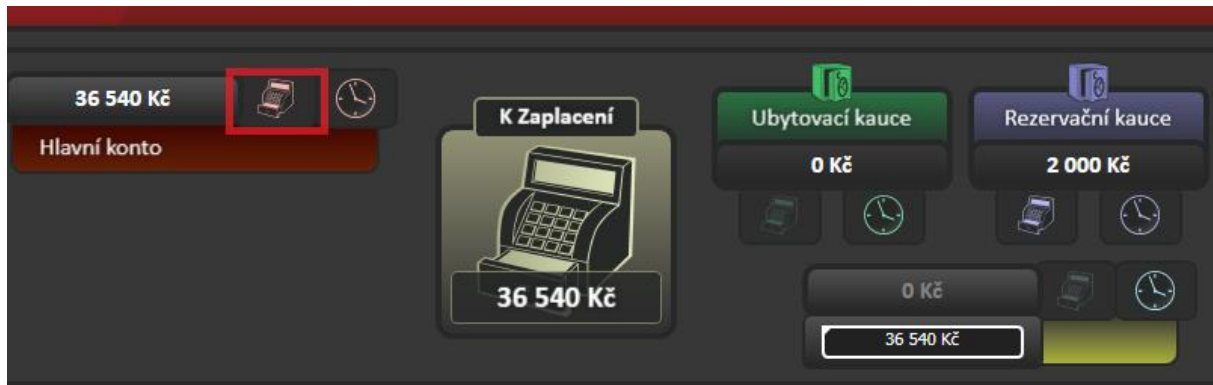 36 540 Kč
Hlavní konto
K Zaplacení
36 540 Kč
Ubytovací kauce
0 Kč
Rezervační kauce
2 000 Kč
0 Kč
36 540 Kč